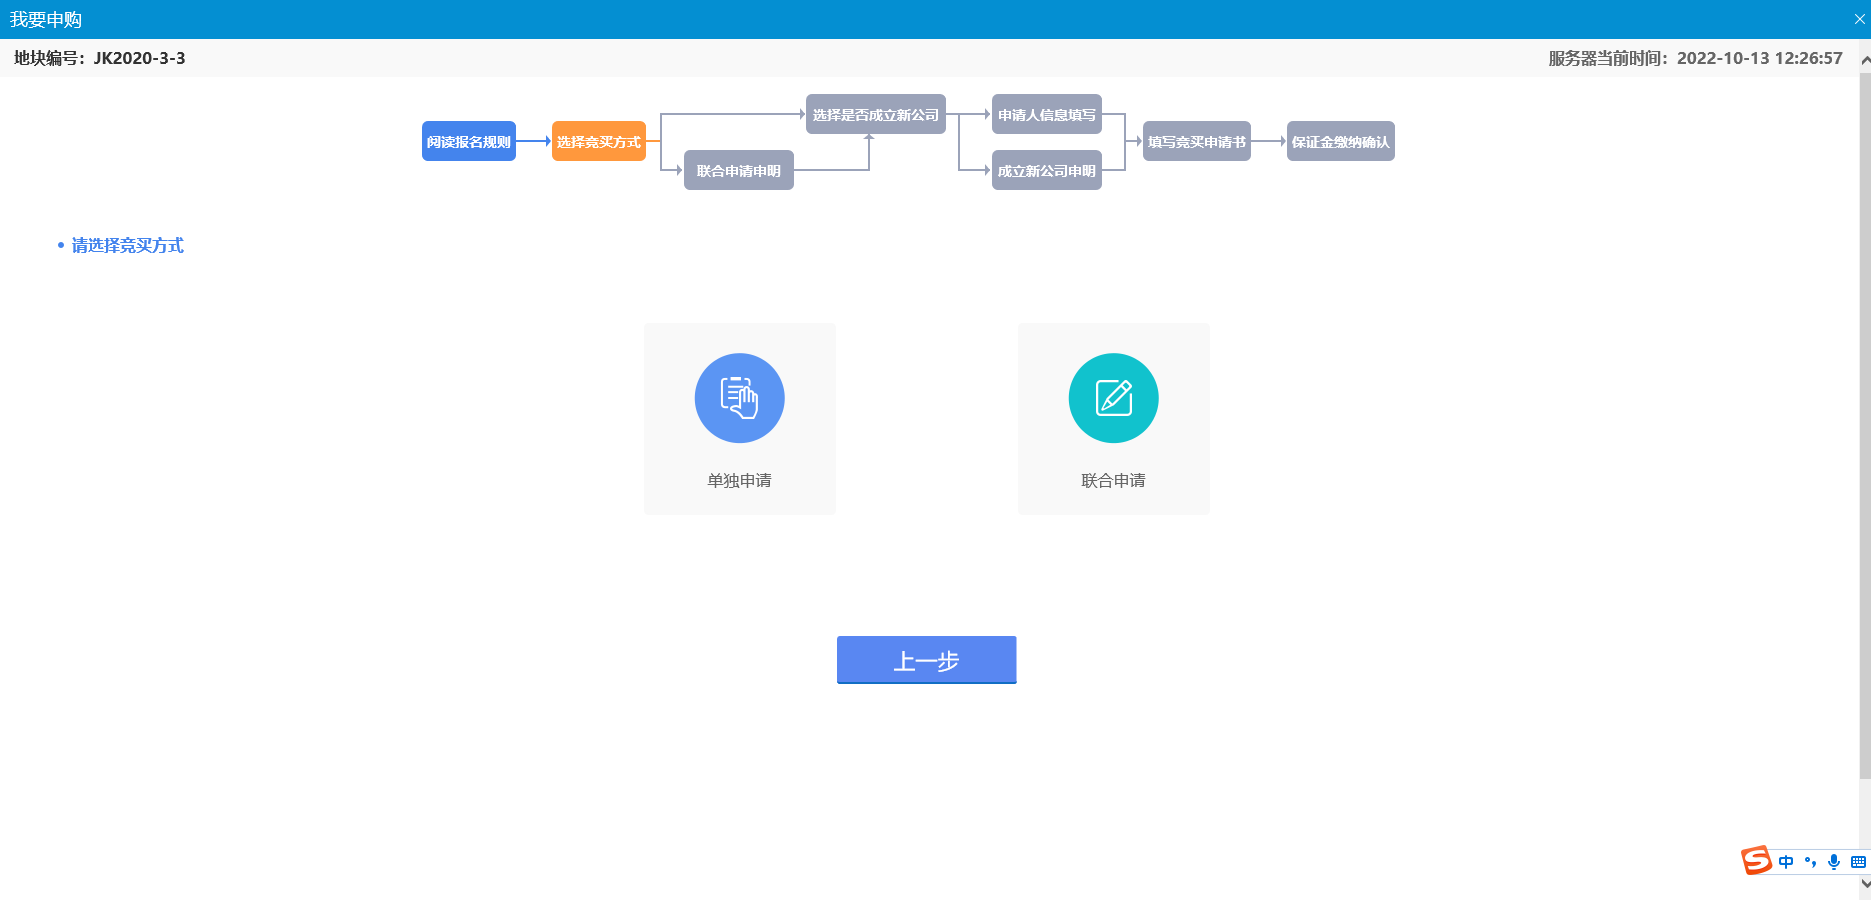 我要申购
地块编号：JK2020-3-3
服务器当前时间：2022-10-13 12:26:57
阅读报名规则
选择竞买方式
选择是否成立新公司
联合申请申明
申请人信息填写
成立新公司申明
填写竞买申请书
保证金缴纳确认
请选择竞买方式
单独申请
联合申请
上一步
S 中